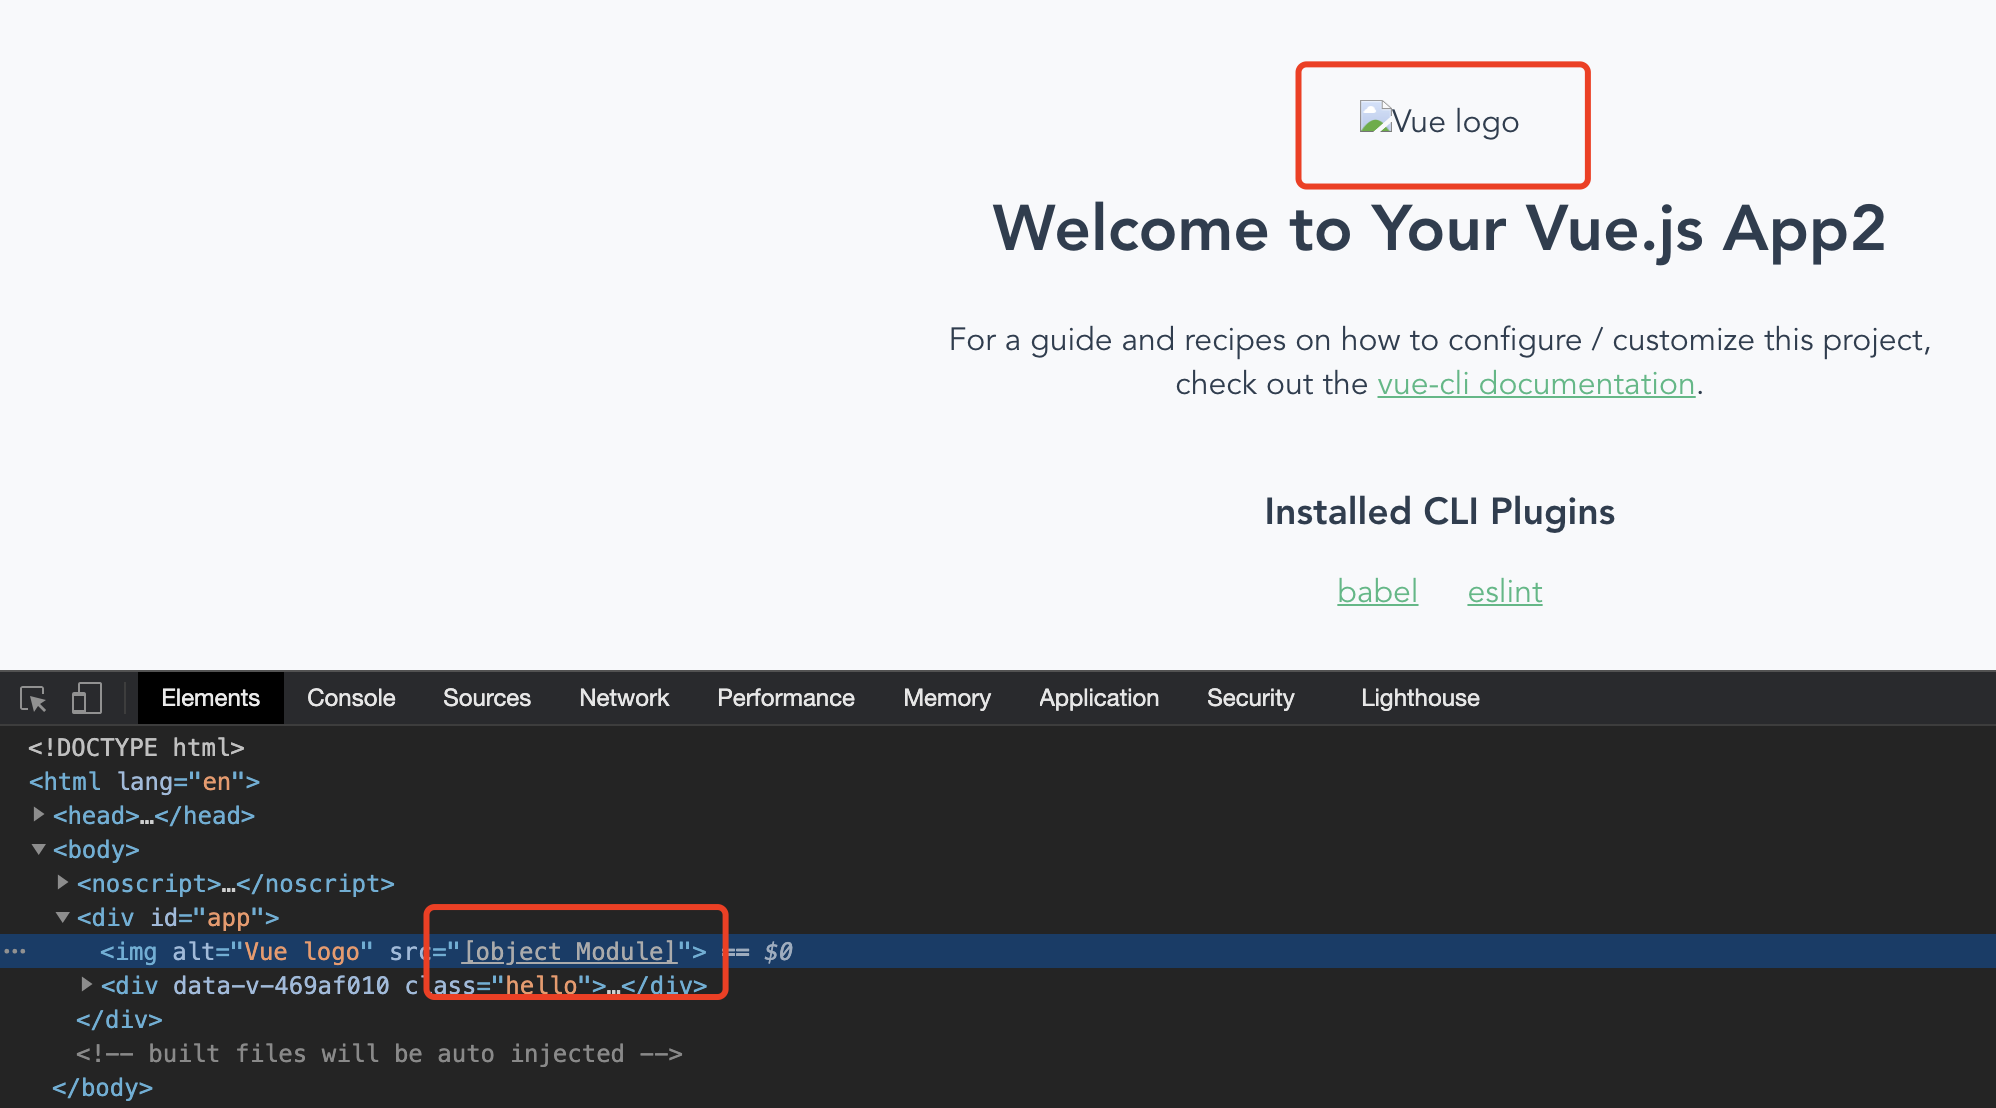 Vue logo
Welcome to Your Vue.js App2
For a guide and recipes on how to configure / customize this project,
check out the vue-cli documentation.
Installed CLI Plugins
babel eslint
Elements Console Sources Network Performance Memory Application Security Lighthouse
<!DOCTYPE html>
<html lang="en">
<head>…</head>
<body>
<noscript>…</noscript>
<div id="app">
<img alt="Vue logo" src="[object Module]"> == $0
<div data-v-469af010 class="hello">…</div>
</div>
<!-- built files will be auto injected -->
</body>